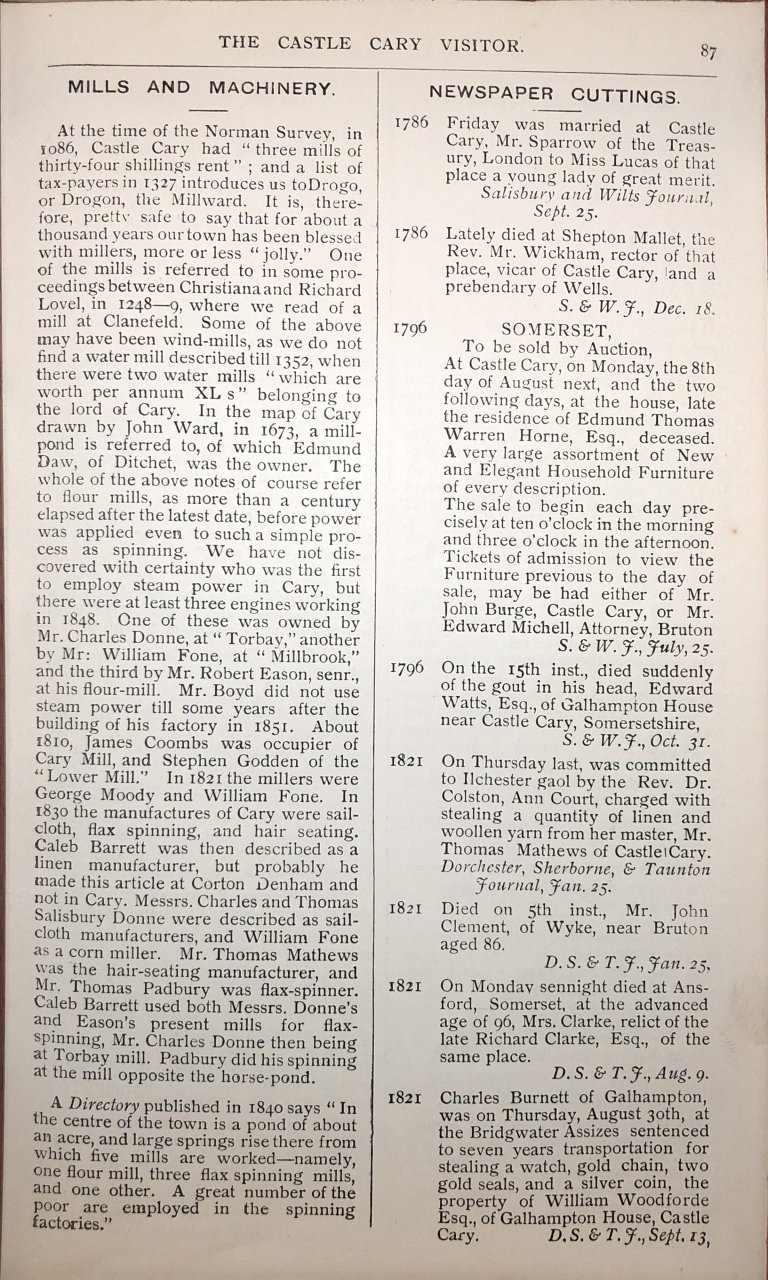 THE CASTLE CARY VISITOR.
87
MILLS AND MACHINERY.
At the time of the Norman Survey, in
1086, Castle Cary had “ three mills of
thirty-four shillings rent ” ; and a list of
tax-payers in 1327 introduces us toDrogo,
or Drogon, the Millward. It is, there-
fore, pretty safe to say that for about a
thousand years our town has been blessed
with millers, more or less “ jolly.” One
of the mills is referred to in some pro-
ceedings between Christiana and Richard
Lovel, in 1248—9, where we read of a
mill at Clanefeld. Some of the above
may have been wind-mills, as we do not
find a water mill described till 1352, when
there were two water mills “ which are
worth per annum XL s ” belonging to
the lord of Cary. In the map of Cary
drawn by John Ward, in 1673, a mill-
pond is referred to, of which Edmund
Daw, of Ditchet, was the owner. The
whole of the above notes of course refer
to flour mills, as more than a century
elapsed after the latest date, before power
was applied even to such a simple pro-
cess as spinning. We have not dis-
covered with certainty who was the first
to employ steam power in Cary, but
there were at least three engines working
in 1848. One of these was owned by
Mr. Charles Donne, at “ Torbay,” another
by Mr: William Fone, at “ Millbrook,”
and the third by Mr. Robert Eason, senr.,
at his flour-mill. Mr. Boyd did not use
steam power till some years after the
building of his factory in 1851. About
1810, James Coombs was occupier of
Cary Mill, and Stephen Godden of the
“ Lower Mill.” In 1821 the millers were
George Moody and William Fone. In
1830 the manufactures of Cary were sail-
cloth, flax spinning, and hair seating.
Caleb Barrett was then described as a
linen manufacturer, but probably he
made this article at Corton Denham and
not in Cary. Messrs. Charles and Thomas
Salisbury Donne were described as sail-
cloth manufacturers, and William Fone
as a corn miller. Mr. Thomas Mathews
was the hair-seating manufacturer, and
Mr. Thomas Padbury was flax-spinner.
Caleb Barrett used both Messrs. Donne’s
and Eason’s present mills for flax-
spinning, Mr. Charles Donne then being
at Torbay mill. Padbury did his spinning
at the mill opposite the horse-pond.
A Directory published in 1840 says “ In
the centre of the town is a pond of about
an acre, and large springs rise there from
which five mills are worked—namely,
one flour mill, three flax spinning mills,
and one other. A great number of the
poor are employed in the spinning
factories.”
NEWSPAPER CUTTINGS.
1786 Friday was married at Castle
Cary, Mr. Sparrow of the Treas-
ury, London to Miss Lucas of that
place a young lady of great merit.
Salisbury and Wilts Journal,
Sept. 25.
1786 Lately died at Shepton Mallet, the
Rev. Mr. Wickham, rector of that
place, vicar of Castle Cary, and a
prebendary of Wells.
S. & W. J., Dec. 18.
1796 SOMERSET,
To be sold by Auction,
At Castle Cary, on Monday, the 8th
day of August next, and the two
following days, at the house, late
the residence of Edmund Thomas
Warren Horne, Esq., deceased.
A very large assortment of New
and Elegant Household Furniture
of every description.
The sale to begin each day pre-
cisely at ten o’clock in the morning
and three o’clock in the afternoon.
Tickets of admission to view the
Furniture previous to the day of
sale, may be had either of Mr.
John Burge, Castle Cary, or Mr.
Edward Michell, Attorney, Bruton
S. & W. J., July, 25.
1796 On the 15th inst., died suddenly
of the gout in his head, Edward
Watts, Esq., of Galhampton House
near Castle Cary, Somersetshire,
S. & W. J., Oct. 31.
1821 On Thursday last, was committed
to Ilchester gaol by the Rev. Dr.
Colston, Ann Court, charged with
stealing a quantity of linen and
woollen yarn from her master, Mr.
Thomas Mathews of Castle Cary.
Dorchester, Sherborne, & Taunton
Journal, Jan. 25.
1821 Died on 5th inst., Mr. John
Clement, of Wyke, near Bruton
aged 86.
D. S. & T. J., Jan. 25,
1821 On Monday sennight died at Ans-
ford, Somerset, at the advanced
age of 96, Mrs. Clarke, relict of the
late Richard Clarke, Esq., of the
same place.
D. S. & T. J., Aug. 9.
1821 Charles Burnett of Galhampton,
was on Thursday, August 30th, at
the Bridgwater Assizes sentenced
to seven years transportation for
stealing a watch, gold chain, two
gold seals, and a silver coin, the
property of William Woodforde
Esq., of Galhampton House, Castle
Cary. D. S. & T. J., Sept. 13,